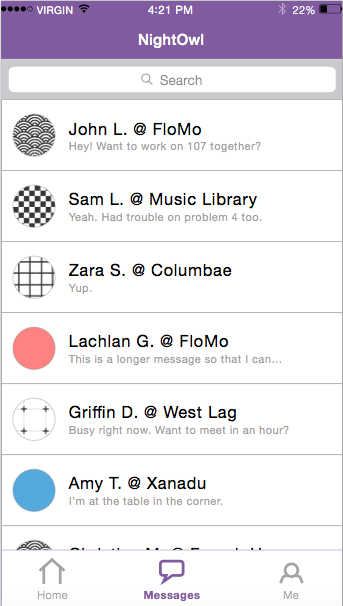 VIRGIN 4:21 PM 22%
NightOwl
Search
John L. @ FloMo
Hey! Want to work on 107 together?
Sam L. @ Music Library
Yeah. Had trouble on problem 4 too.
Zara S. @ Columbae
Yup.
Lachlan G. @ FloMo
This is a longer message so that I can...
Griffin D. @ West Lag
Busy right now. Want to meet in an hour?
Amy T. @ Xanadu
I'm at the table in the corner.
Home Messages Me